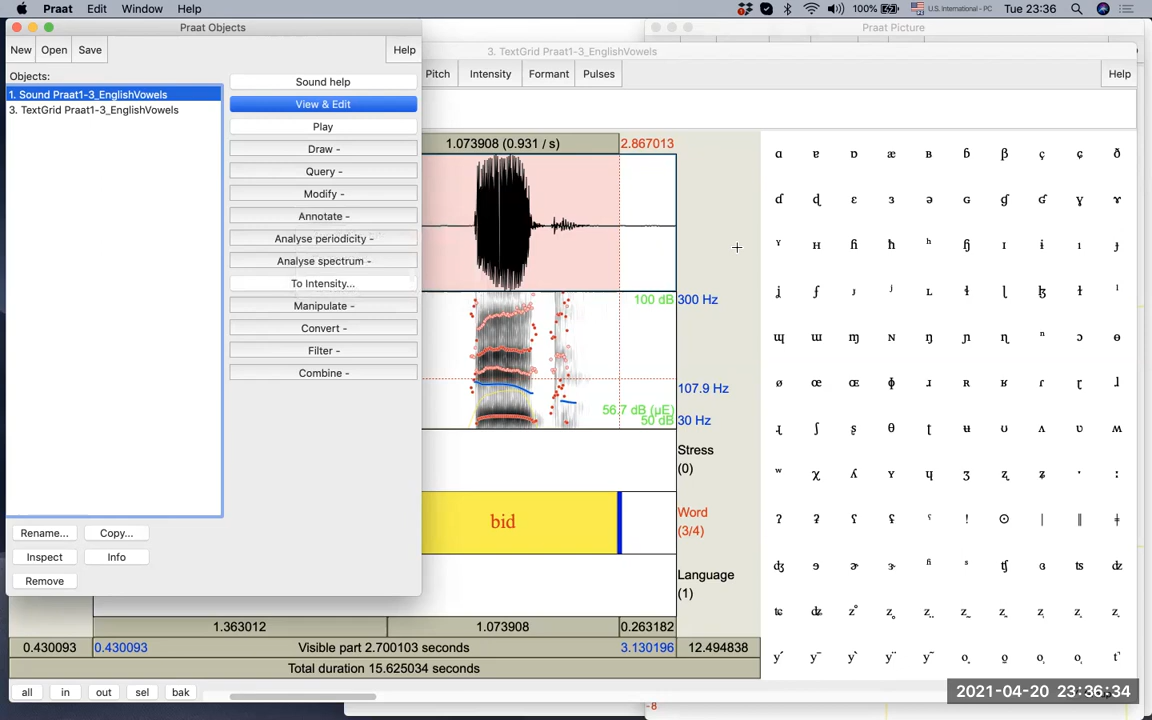 Praat Edit Window Help
100% U.S. International - PC Tue 23:36
Praat Objects
Praat Picture
New Open Save Help
3. TextGrid Praat1-3_EnglishVowels
Pitch Intensity Formant Pulses Help
Objects:
1. Sound Praat1-3_EnglishVowels
3. TextGrid Praat1-3_EnglishVowels
Sound help
View & Edit
Play
Draw -
Query -
Modify -
Annotate -
Analyse periodicity -
Analyse spectrum -
To Intensity...
Manipulate -
Convert -
Filter -
Combine -
Rename... Copy...
Inspect Info
Remove
1.073908 (0.931 / s) 2.867013
100 dB 300 Hz
107.9 Hz
56.7 dB (µE)
50 dB 30 Hz
Stress
(0)
bid
Word
(3/4)
Language
(1)
1.363012 1.073908 0.263182
0.430093 0.430093 Visible part 2.700103 seconds 3.130196 12.494838
Total duration 15.625034 seconds
all in out sel bak
ɑ ɐ ɒ æ ʙ ɓ β ç ɕ ð
ɗ ɖ ɛ ɜ ə ɢ ɠ ʛ ɣ ɤ
ˠ ʜ ɦ ħ ʰ ɧ ɪ ɨ ı ɟ
ʝ ʄ ᴊ ʲ ʟ ɬ ɭ ɮ ɫ ˡ
ɰ ɯ ɱ ɴ ŋ ɲ ɳ ⁿ ɔ ɵ
ø œ ɶ ɸ ɹ ʀ ʁ ɾ ɽ ɺ
ɻ ʃ ʂ θ ʈ ʉ ʊ ʌ ʋ ʍ
ʷ χ ʎ ʏ ɥ ʒ ʐ ʑ ˑ ː
ʔ ʡ ʕ ʢ ˤ ! ʘ ǀ ǁ ǂ
2021-04-20 23:36:34
-8